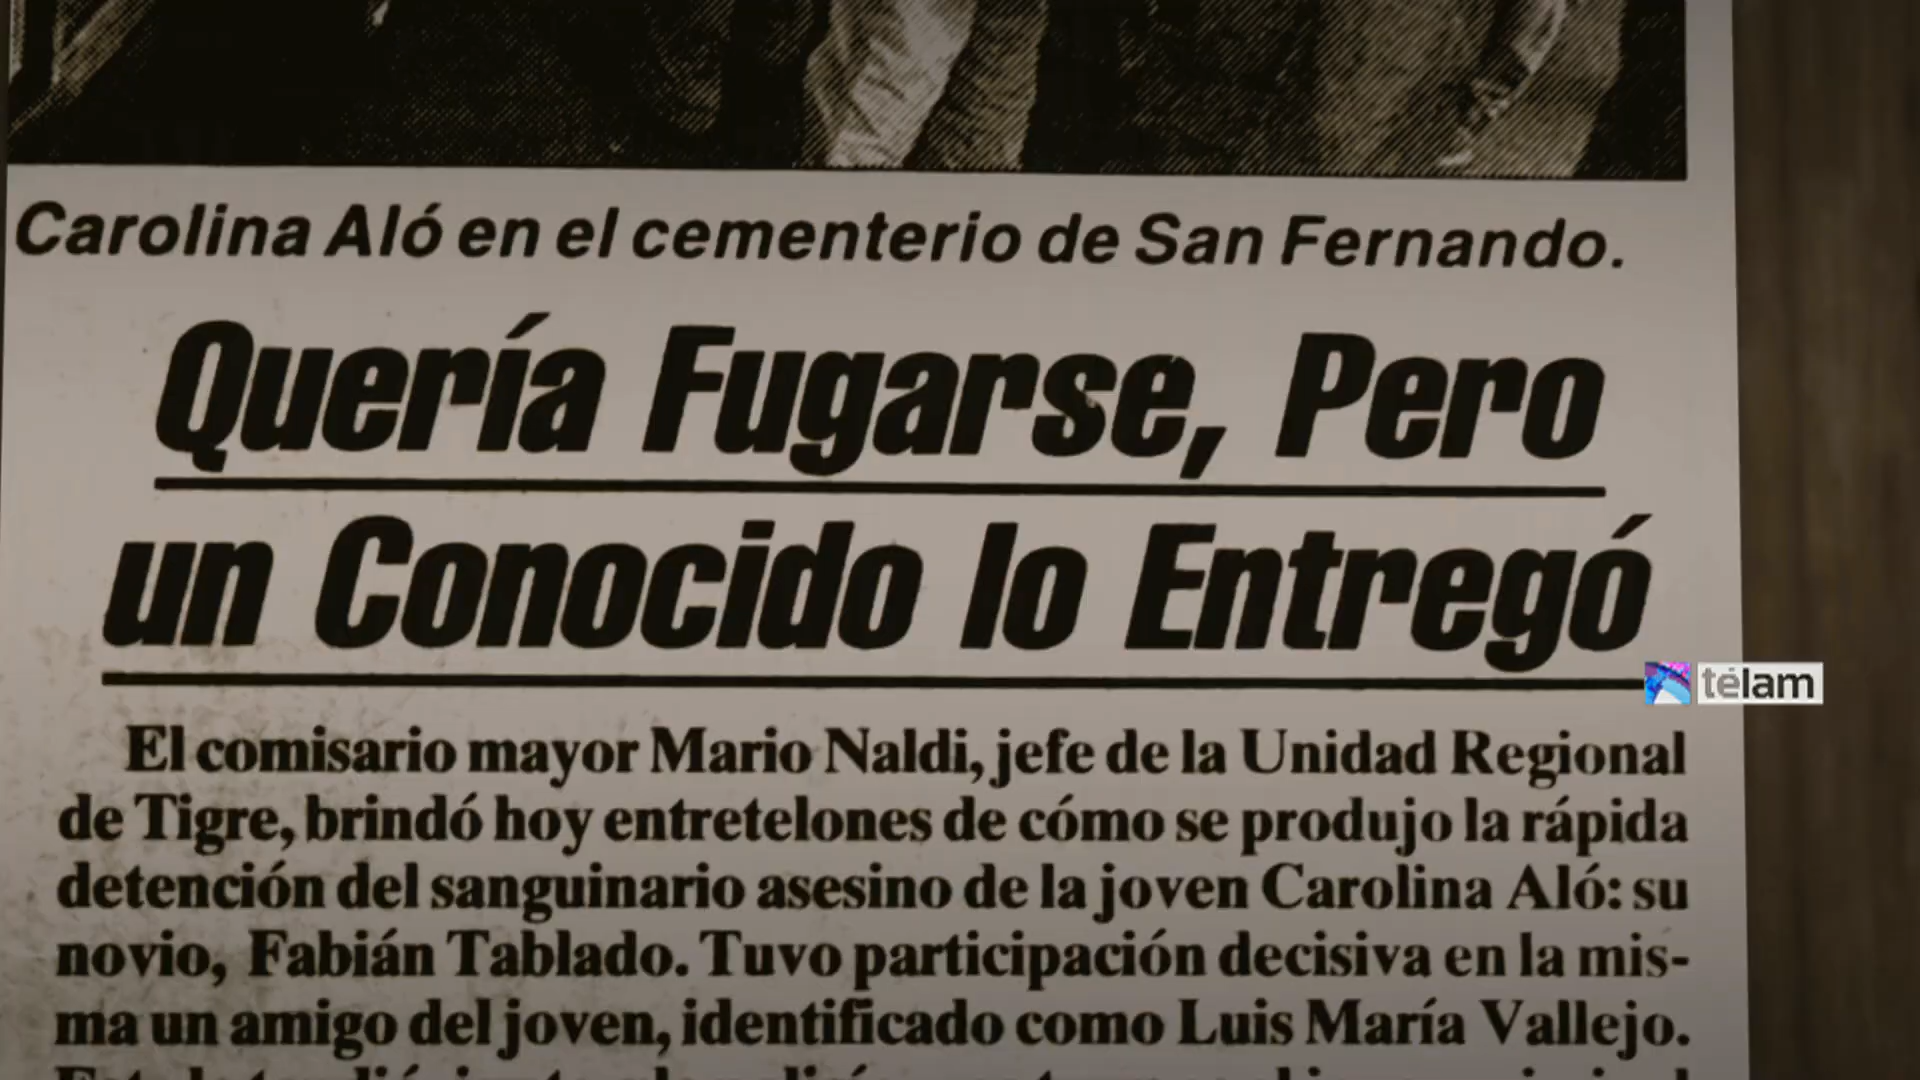 Carolina Aló en el cementerio de San Fernando.
Quería Fugarse, Pero
un Conocido lo Entregó
télam
El comisario mayor Mario Naldi, jefe de la Unidad Regional
de Tigre, brindó hoy entretelones de cómo se produjo la rápida
detención del sanguinario asesino de la joven Carolina Aló: su
novio, Fabián Tablado. Tuvo participación decisiva en la mis-
ma un amigo del joven, identificado como Luis María Vallejo.